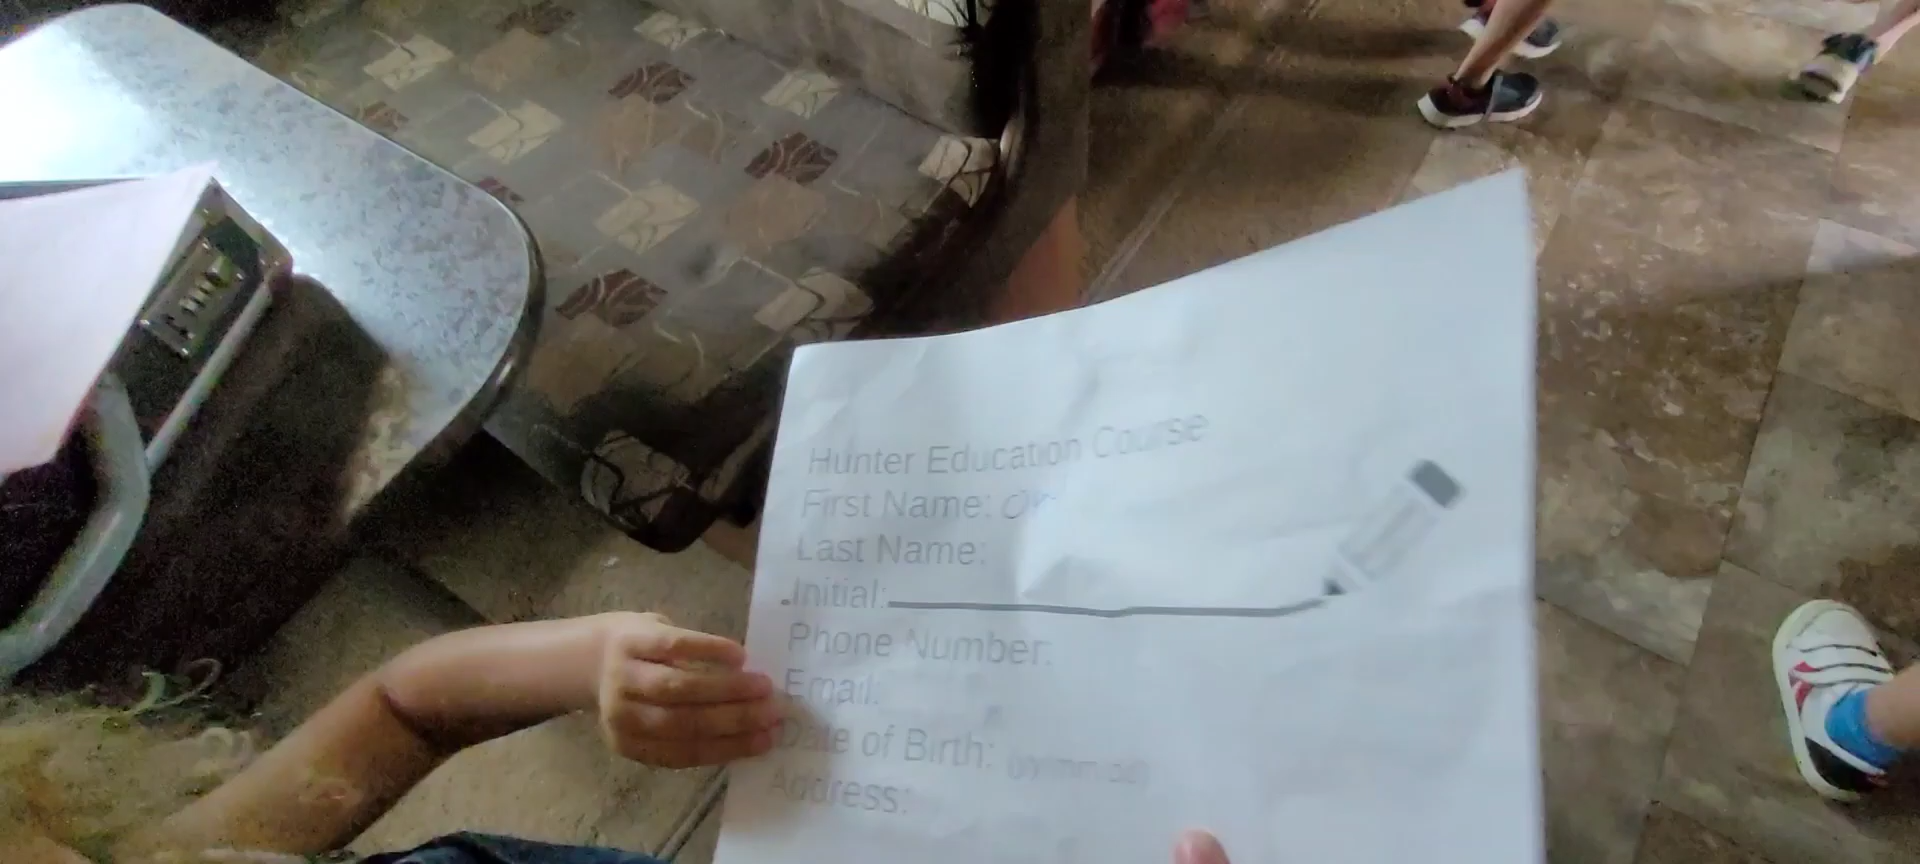 Hunter Education Course
First Name:
Last Name:
Initial:
Phone Number:
Email:
Date of Birth:
Address: